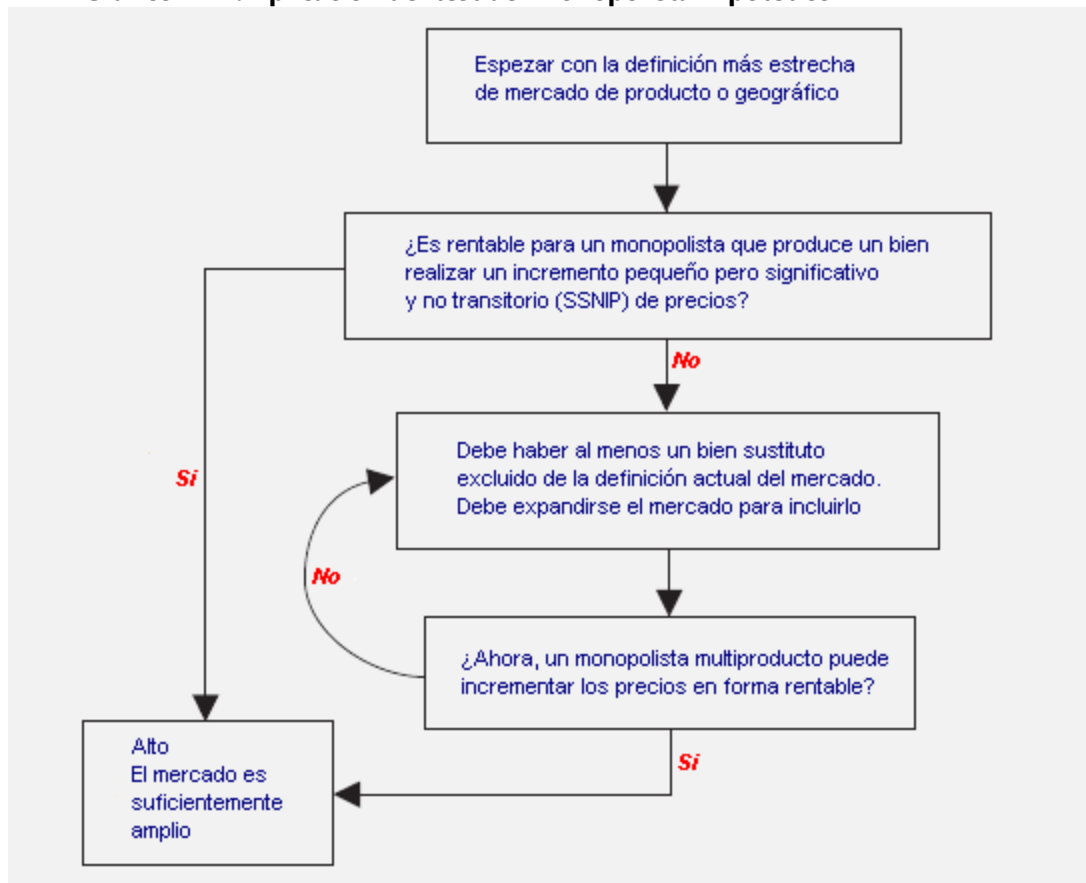 Espezar con la definición más estrecha
de mercado de producto o geográfico
¿Es rentable para un monopolista que produce un bien
realizar un incremento pequeño pero significativo
y no transitorio (SSNIP) de precios?
No
Debe haber al menos un bien sustituto
excluido de la definición actual del mercado.
Debe expandirse el mercado para incluirlo
Sí
No
¿Ahora, un monopolista multiproducto puede
incrementar los precios en forma rentable?
Sí
Alto
El mercado es
suficientemente
amplio